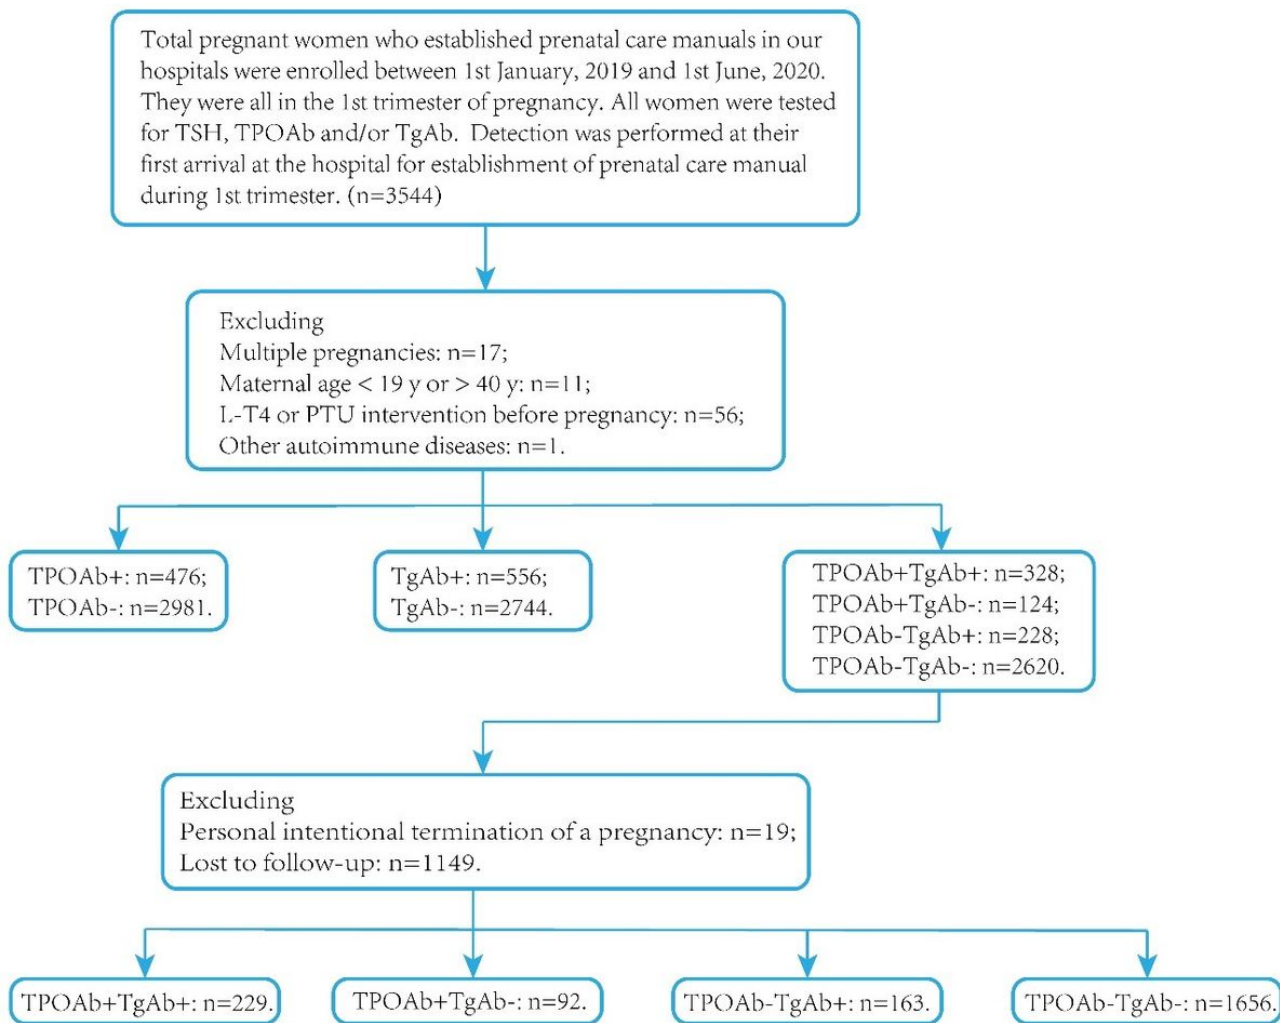 Total pregnant women who established prenatal care manuals in our
hospitals were enrolled between 1st January, 2019 and 1st June, 2020.
They were all in the 1st trimester of pregnancy. All women were tested
for TSH, TPOAb and/or TgAb. Detection was performed at their
first arrival at the hospital for establishment of prenatal care manual
during 1st trimester. (n=3544)
Excluding
Multiple pregnancies: n=17;
Maternal age < 19 y or > 40 y: n=11;
L-T4 or PTU intervention before pregnancy: n=56;
Other autoimmune diseases: n=1.
TPOAb+: n=476;
TPOAb-: n=2981.
TgAb+: n=556;
TgAb-: n=2744.
TPOAb+TgAb+: n=328;
TPOAb+TgAb-: n=124;
TPOAb-TgAb+: n=228;
TPOAb-TgAb-: n=2620.
Excluding
Personal intentional termination of a pregnancy: n=19;
Lost to follow-up: n=1149.
TPOAb+TgAb+: n=229.
TPOAb+TgAb-: n=92.
TPOAb-TgAb+: n=163.
TPOAb-TgAb-: n=1656.